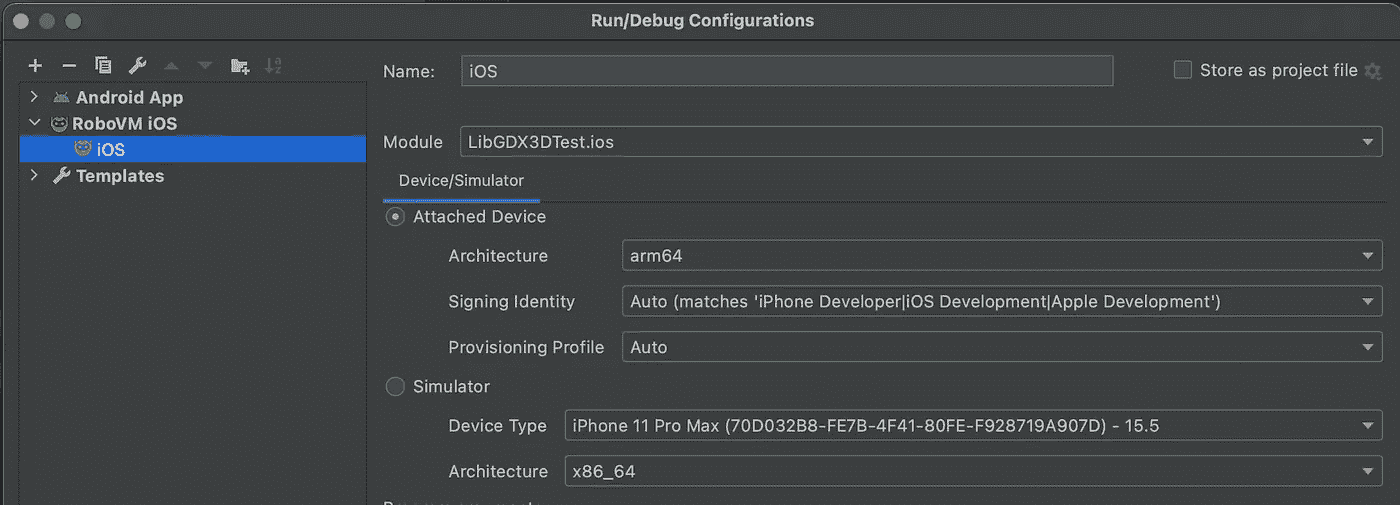 Run/Debug Configurations
Name: iOS
Store as project file
Android App
RoboVM iOS
iOS
Templates
Module LibGDX3DTest.ios
Device/Simulator
Attached Device
Architecture arm64
Signing Identity Auto (matches 'iPhone Developer|iOS Development|Apple Development')
Provisioning Profile Auto
Simulator
Device Type iPhone 11 Pro Max (70D032B8-FE7B-4F41-80FE-F928719A907D) - 15.5
Architecture x86_64